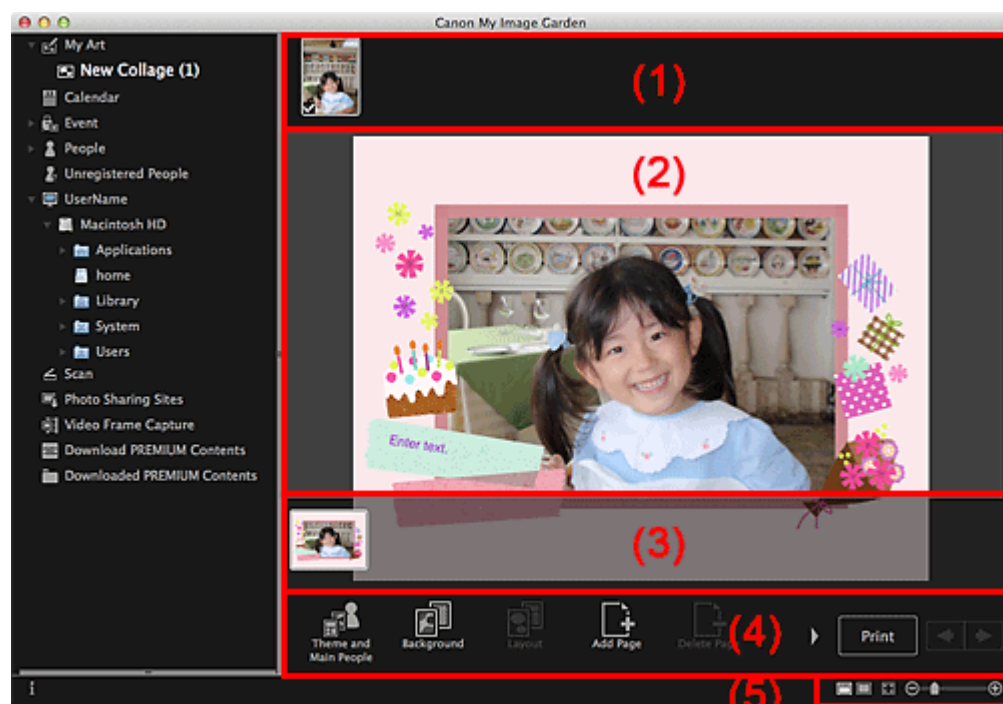 Canon My Image Garden
My Art
New Collage (1)
Calendar
Event
People
Unregistered People
UserName
Macintosh HD
Applications
home
Library
System
Users
Scan
Photo Sharing Sites
Video Frame Capture
Download PREMIUM Contents
Downloaded PREMIUM Contents
(1)
(2)
Enter text.
(3)
Theme and
Main People
Background
Layout
Add Page
Delete Page
(4)
Print
(5)